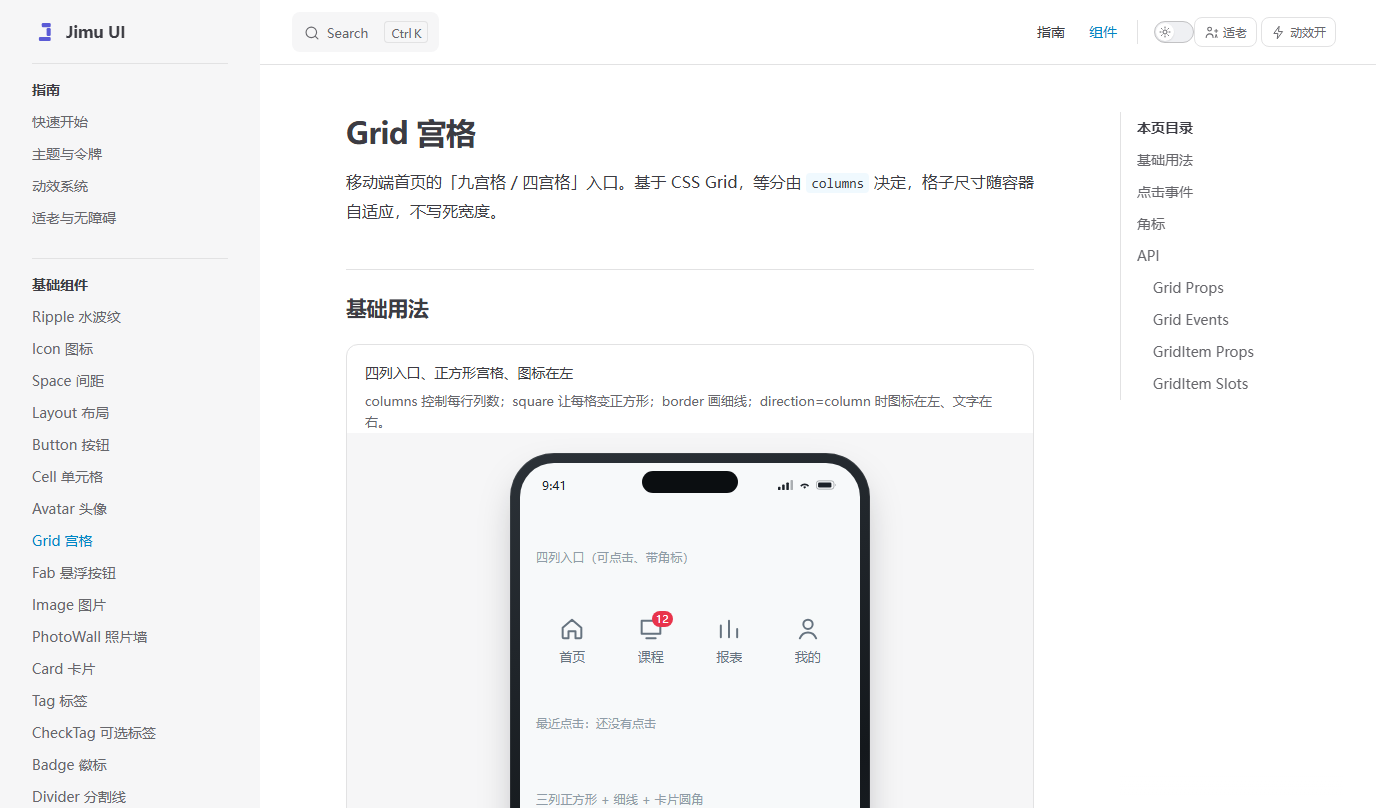 Jimu UI
Search
Ctrl K
指南
组件
适老
动效开
指南
快速开始
主题与令牌
动效系统
适老与无障碍
基础组件
Ripple 水波纹
Icon 图标
Space 间距
Layout 布局
Button 按钮
Cell 单元格
Avatar 头像
Grid 宫格
Fab 悬浮按钮
Image 图片
PhotoWall 照片墙
Card 卡片
Tag 标签
CheckTag 可选标签
Badge 徽标
Divider 分割线
Grid 宫格
移动端首页的「九宫格 / 四宫格」入口。基于 CSS Grid，等分由 columns 决定，格子尺寸随容器
自适应，不写死宽度。
基础用法
四列入口、正方形宫格、图标在左
columns 控制每行列数；square 让每格变正方形；border 画细线；direction=column 时图标在左、文字在
右。
9:41
四列入口（可点击、带角标）
12
首页
课程
报表
我的
最近点击：还没有点击
三列正方形 + 细线 + 卡片圆角
本页目录
基础用法
点击事件
角标
API
Grid Props
Grid Events
GridItem Props
GridItem Slots